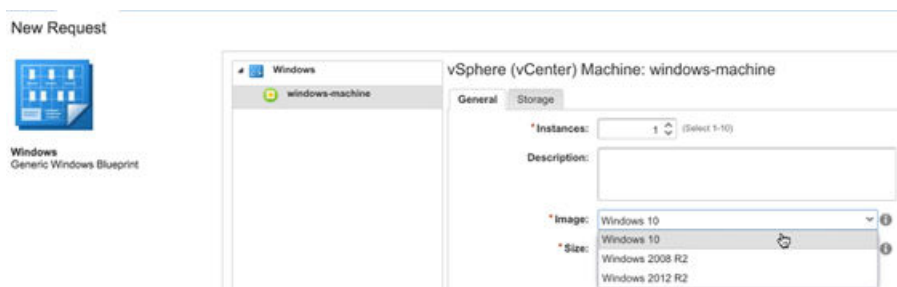 New Request
Windows
Generic Windows Blueprint
Windows
windows-machine
vSphere (vCenter) Machine: windows-machine
General Storage
*Instances: 1 (Select 1-10)
Description:
*Image: Windows 10
*Size:
Windows 10
Windows 2008 R2
Windows 2012 R2